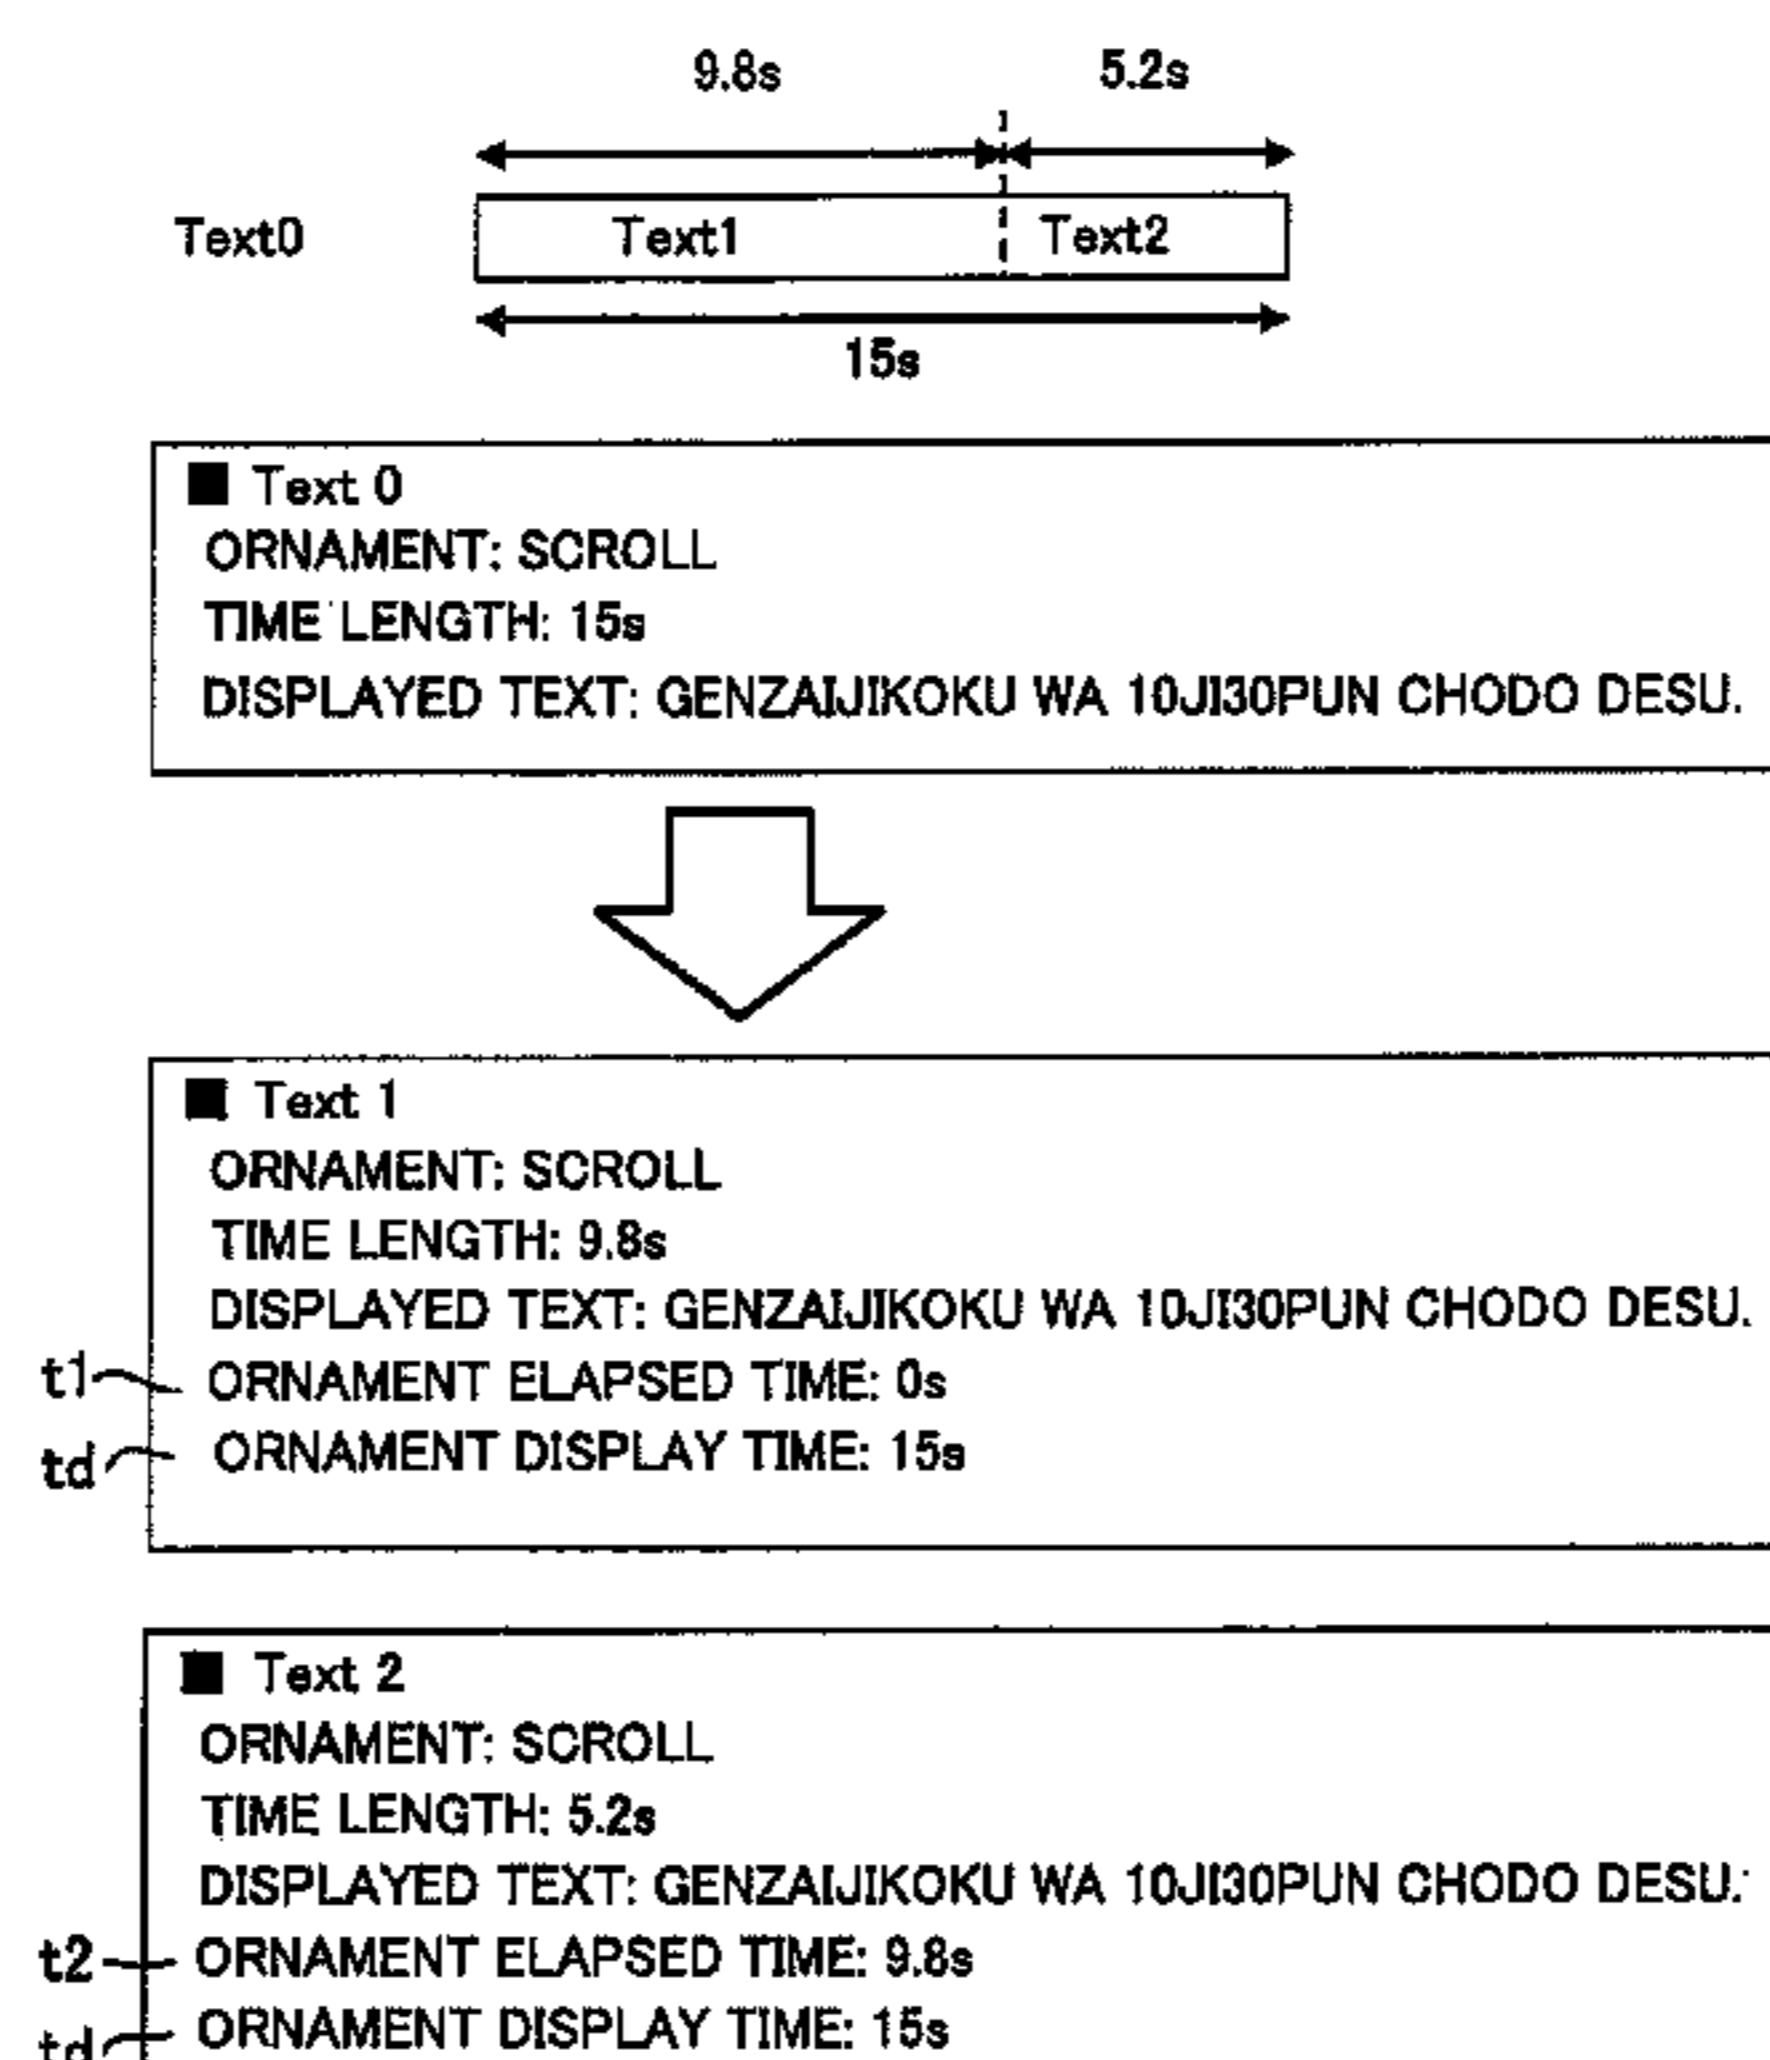 9.8s 5.2s
Text0 Text1 Text2
15s
■ Text 0
ORNAMENT: SCROLL
TIME LENGTH: 15s
DISPLAYED TEXT: GENZAIJIKOKU WA 10JI30PUN CHODO DESU.
■ Text 1
ORNAMENT: SCROLL
TIME LENGTH: 9.8s
DISPLAYED TEXT: GENZAIJIKOKU WA 10JI30PUN CHODO DESU.
t1 ORNAMENT ELAPSED TIME: 0s
td ORNAMENT DISPLAY TIME: 15s
■ Text 2
ORNAMENT: SCROLL
TIME LENGTH: 5.2s
DISPLAYED TEXT: GENZAIJIKOKU WA 10JI30PUN CHODO DESU.
t2 ORNAMENT ELAPSED TIME: 9.8s
td ORNAMENT DISPLAY TIME: 15s